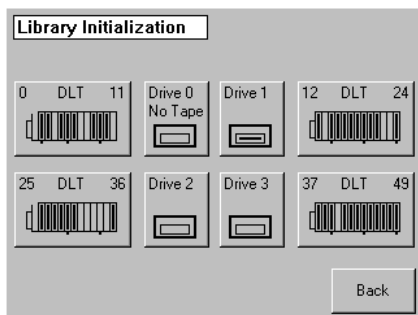 Library Initialization
0 DLT 11
Drive 0
No Tape
Drive 1
12 DLT 24
25 DLT 36
Drive 2
Drive 3
37 DLT 49
Back